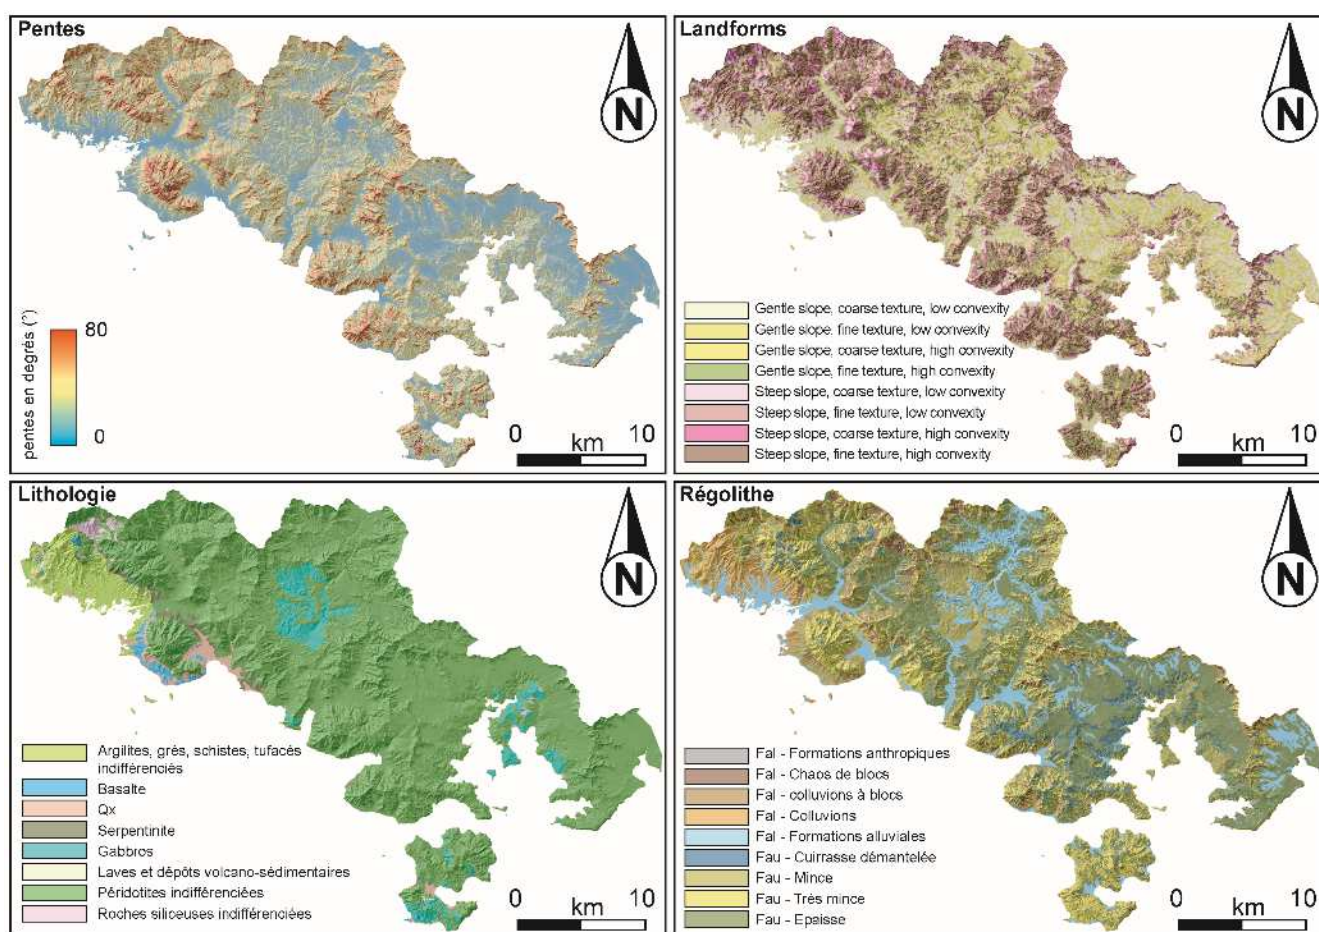 Pentes
N
pentes en degrés (°)
80
0
0
10
km
Landforms
N
Gentle slope, coarse texture, low convexity
Gentle slope, fine texture, low convexity
Gentle slope, coarse texture, high convexity
Gentle slope, fine texture, high convexity
Steep slope, coarse texture, low convexity
Steep slope, fine texture, low convexity
Steep slope, coarse texture, high convexity
Steep slope, fine texture, high convexity
0
10
km
Lithologie
N
Argilites, grès, schistes, tufacés
indifférenciés
Basalte
Qx
Serpentinite
Gabbros
Laves et dépôts volcano-sédimentaires
Péridotites indifférenciées
Roches siliceuses indifférenciées
0
10
km
Régolithe
N
Fal - Formations anthropiques
Fal - Chaos de blocs
Fal - colluvions à blocs
Fal - Colluvions
Fal - Formations alluviales
Fau - Cuirrasse démantelée
Fau - Mince
Fau - Très mince
Fau - Epaisse
0
10
km